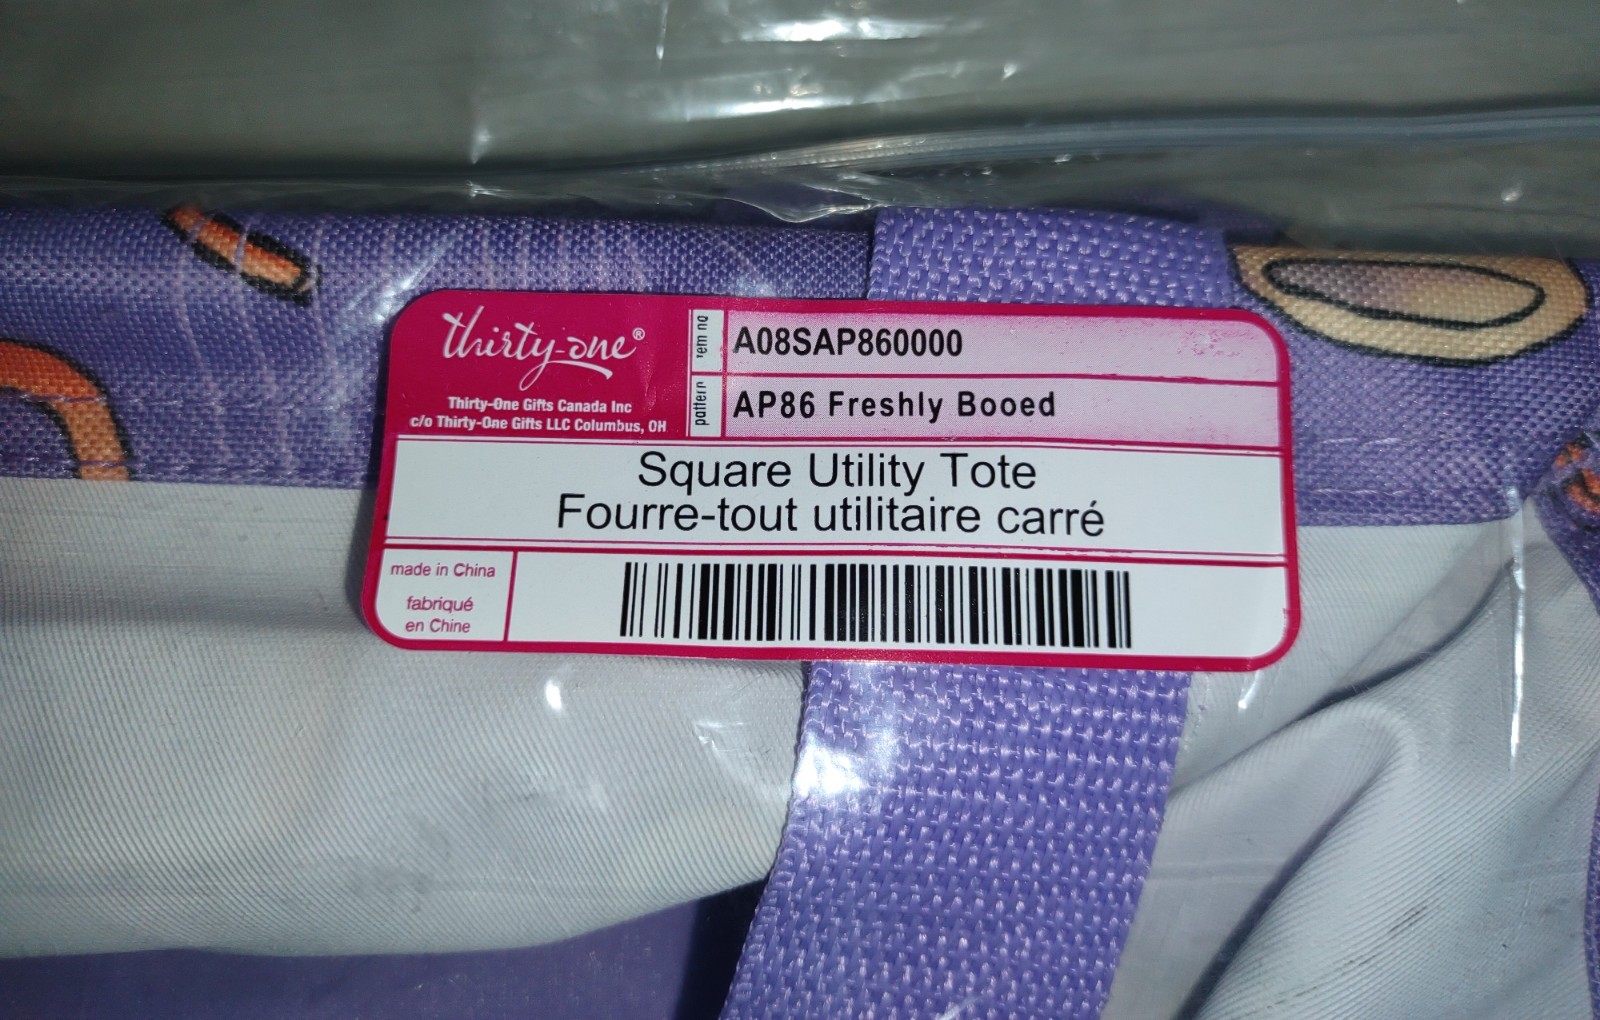 thirty-one®
Thirty-One Gifts Canada Inc
c/o Thirty-One Gifts LLC Columbus, OH
A08SAP860000
pattern
AP86 Freshly Booed
Square Utility Tote
Fourre-tout utilitaire carré
made in China
fabriqué
en Chine